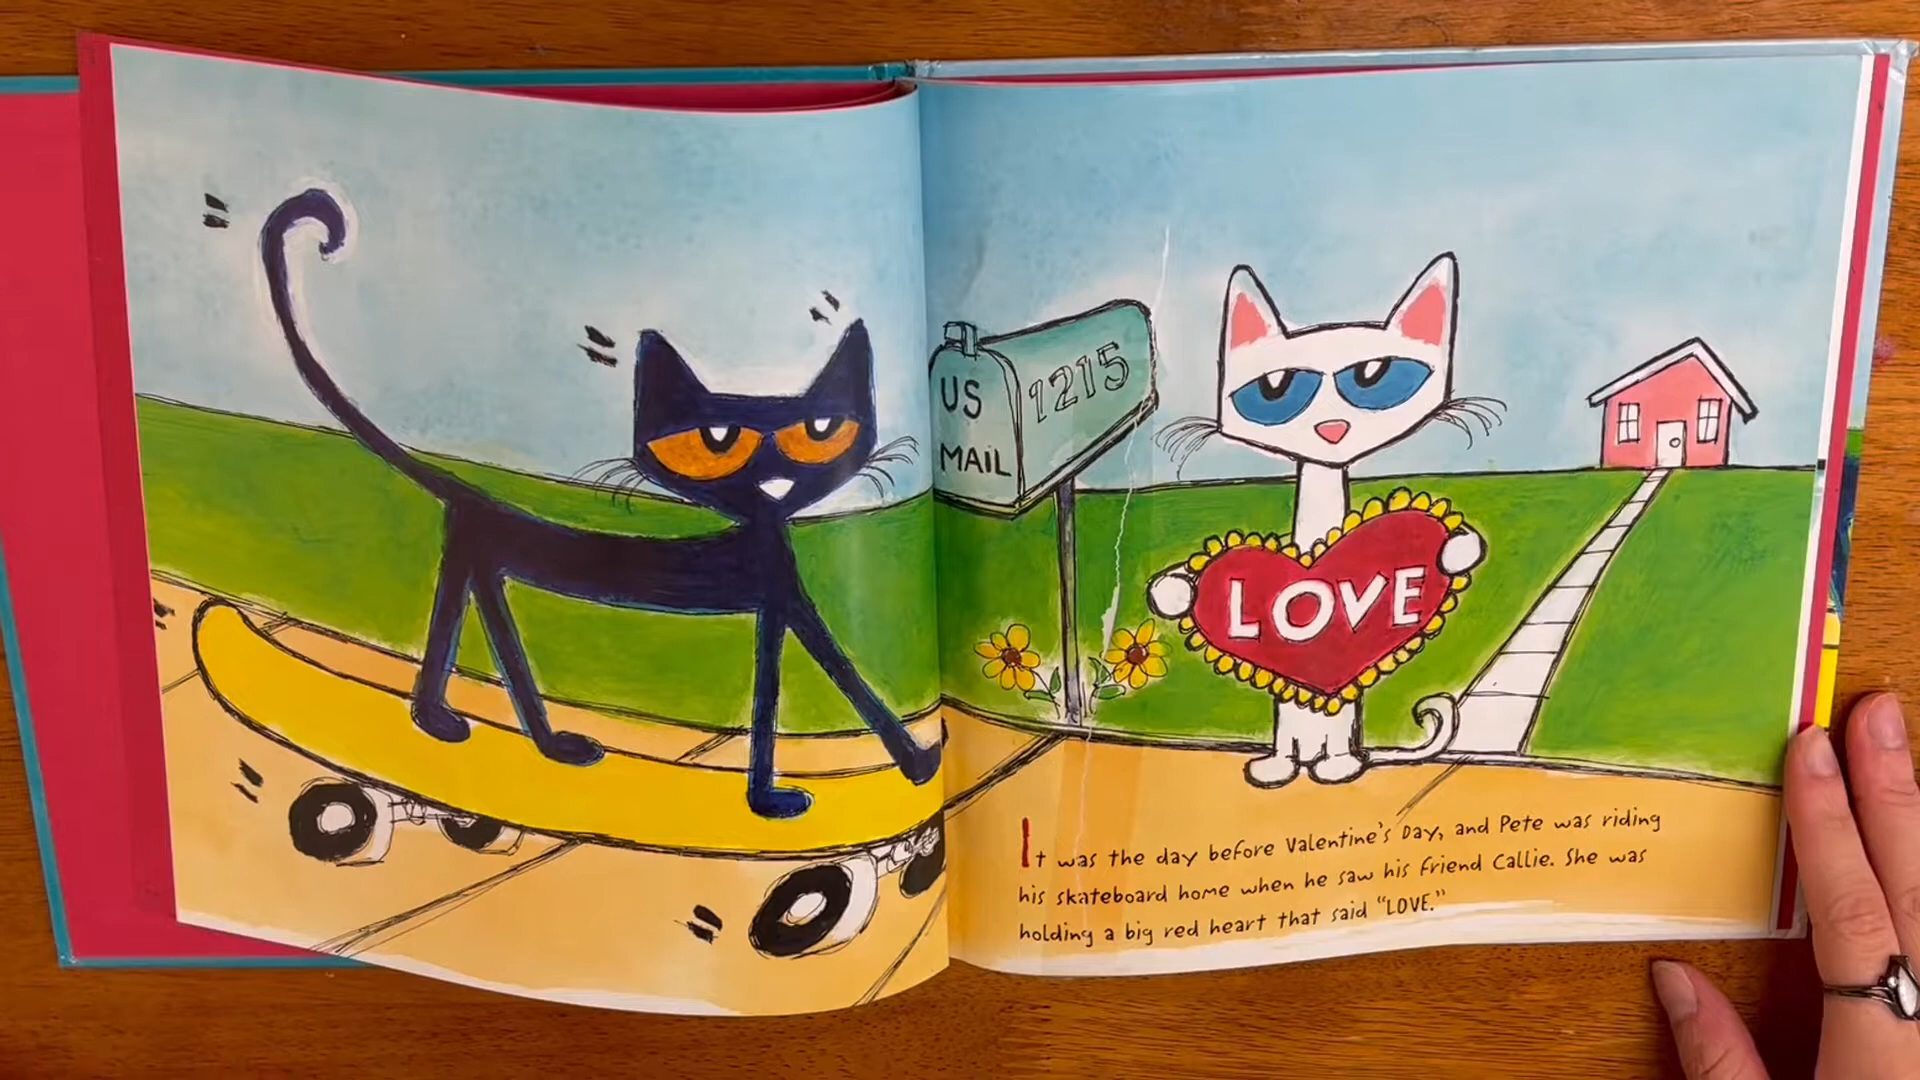 US
MAIL
1215
LOVE
It was the day before Valentine's Day, and Pete was riding
his skateboard home when he saw his friend Callie. She was
holding a big red heart that said "LOVE."